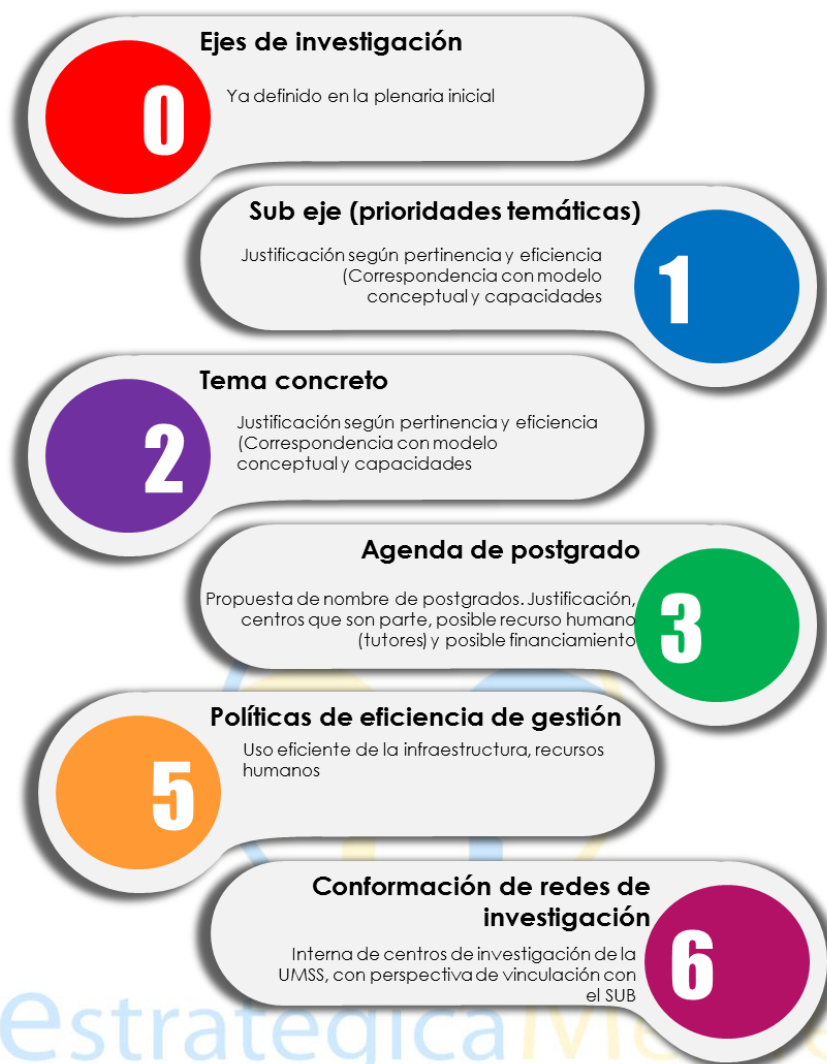 Ejes de investigación
0
Ya definido en la plenaria inicial
Sub eje (prioridades temáticas)
Justificación según pertinencia y eficiencia
(Correspondencia con modelo
conceptual y capacidades
1
Tema concreto
2
Justificación según pertinencia y eficiencia
(Correspondencia con modelo
conceptual y capacidades
Agenda de postgrado
Propuesta de nombre de postgrados. Justificación,
centros que son parte, posible recurso humano
(tutores) y posible financiamiento
3
Políticas de eficiencia de gestión
5
Uso eficiente de la infraestructura, recursos
humanos
Conformación de redes de
investigación
Interna de centros de investigación de la
UMSS, con perspectiva de vinculación con
el SUB
6
estrategica